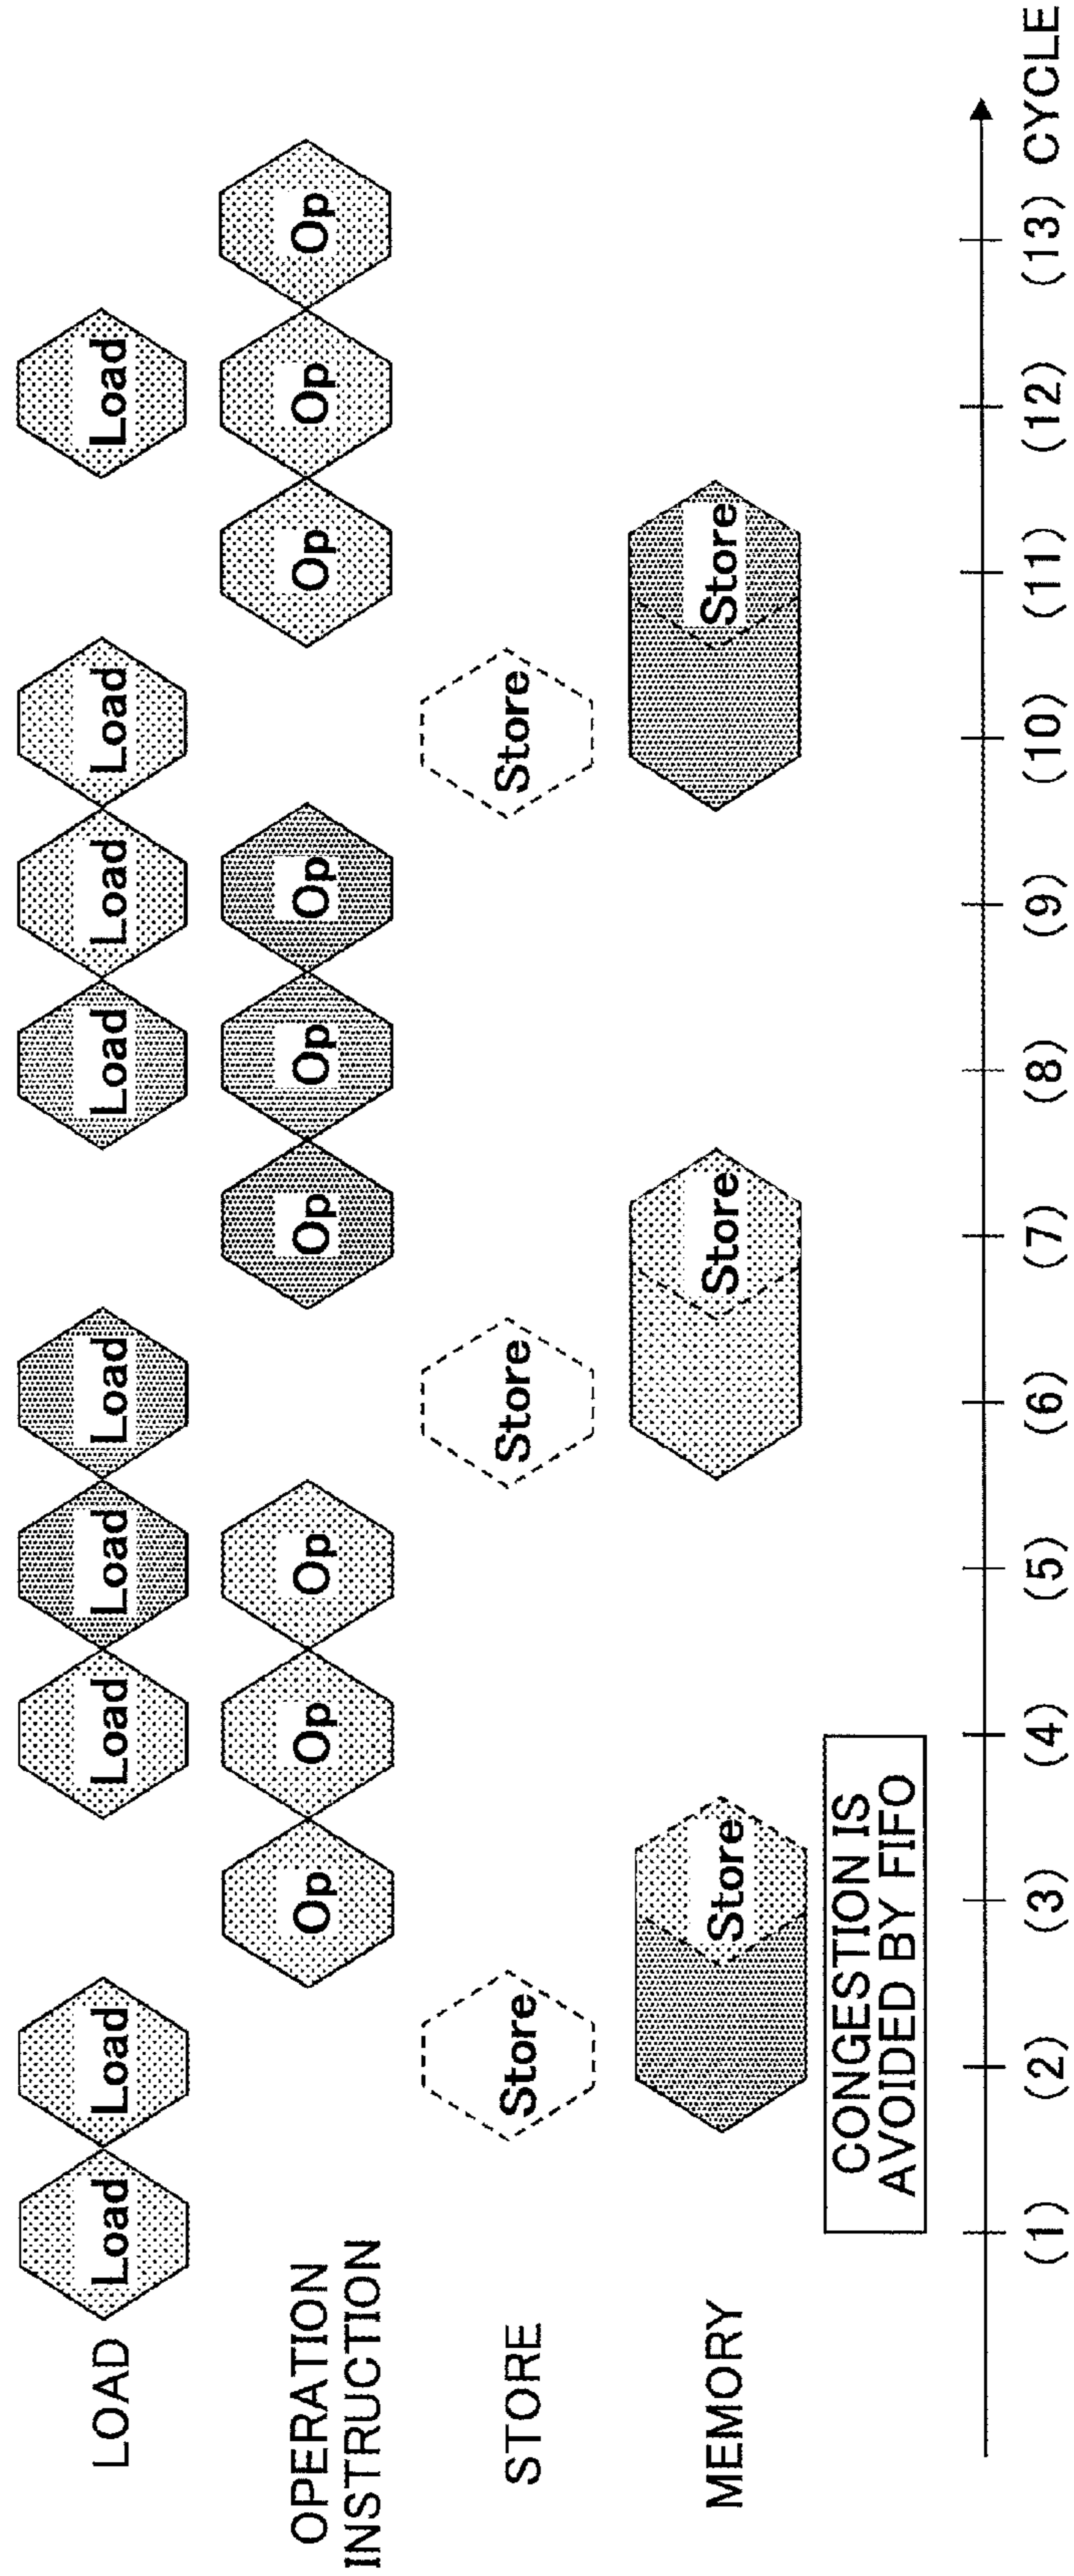 LOAD
Load
Load
Load
Load
Load
Load
Load
Load
Load
OPERATION
INSTRUCTION
Op
Op
Op
Op
Op
Op
Op
Op
Op
STORE
Store
Store
Store
MEMORY
Store
Store
Store
CONGESTION IS
AVOIDED BY FIFO
(1) (2) (3) (4) (5) (6) (7) (8) (9) (10) (11) (12) (13) CYCLE